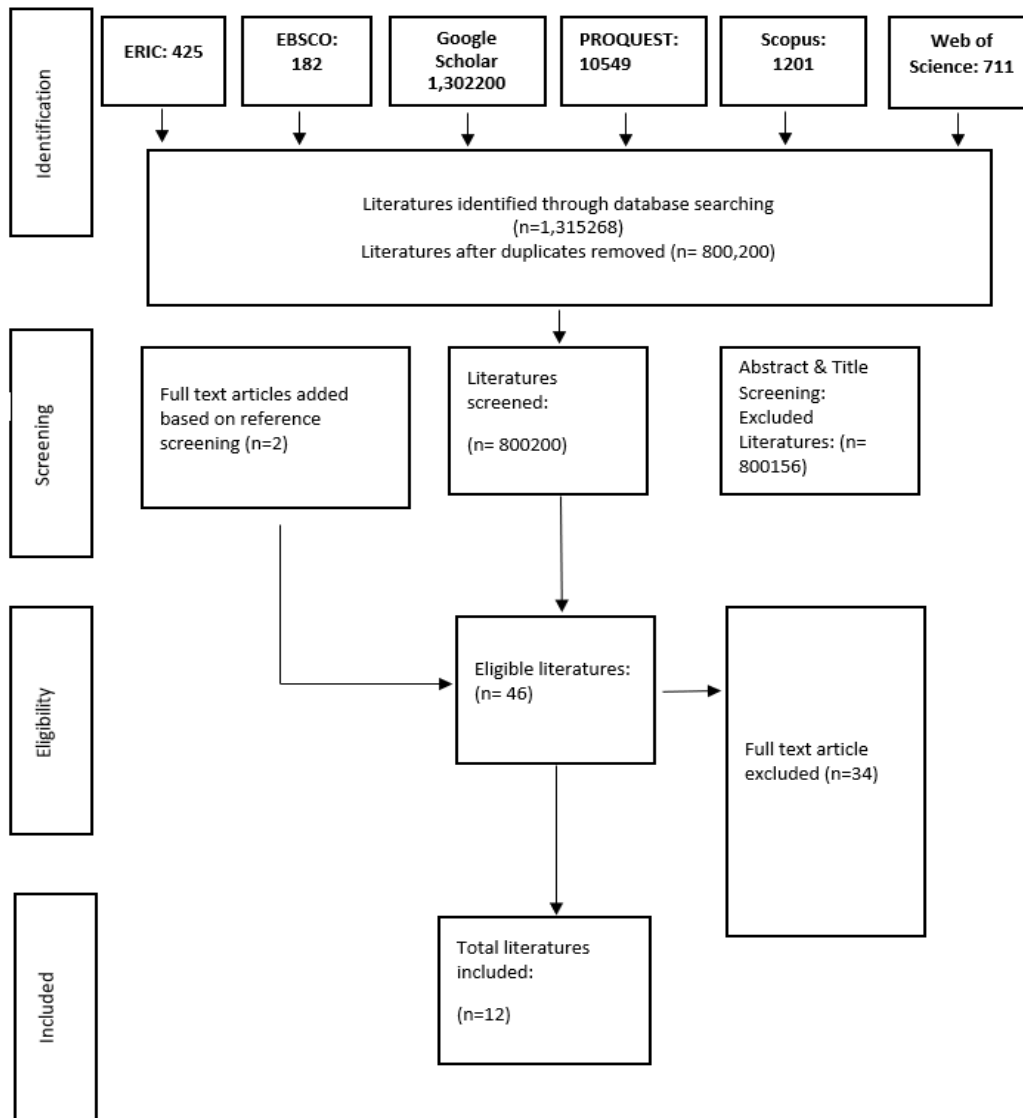 Identification
ERIC: 425
EBSCO:
182
Google
Scholar
1,302200
PROQUEST:
10549
Scopus:
1201
Web of
Science: 711
Literatures identified through database searching
(n=1,315268)
Literatures after duplicates removed (n= 800,200)
Screening
Full text articles added
based on reference
screening (n=2)
Literatures
screened:
(n= 800200)
Abstract & Title
Screening:
Excluded
Literatures: (n=
800156)
Eligibility
Eligible literatures:
(n= 46)
Full text article
excluded (n=34)
Included
Total literatures
included:
(n=12)